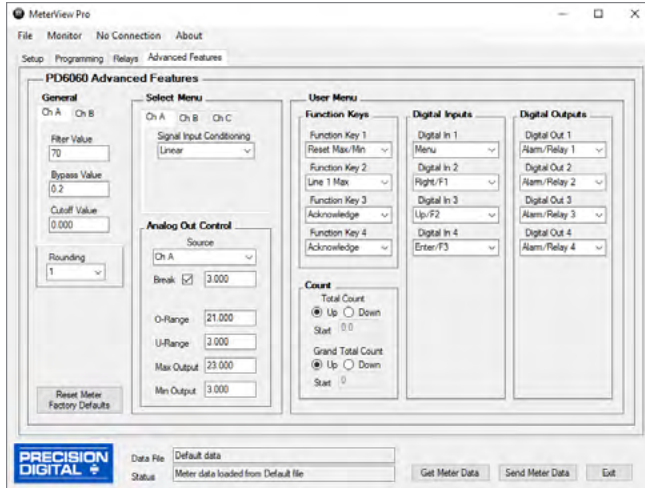 MeterView Pro
File Monitor No Connection About
Setup Programming Relays Advanced Features
PD6060 Advanced Features
General
Ch A Ch B
Filter Value
70
Bypass Value
0.2
Cutoff Value
0.000
Rounding
1
Reset Meter
Factory Defaults
Select Menu
Ch A Ch B Ch C
Signal Input Conditioning
Linear
Analog Out Control
Source
Ch A
Break 3.000
O-Range 21.000
U-Range 3.000
Max Output 23.000
Min Output 3.000
User Menu
Function Keys
Function Key 1
Reset Max/Min
Function Key 2
Line 1 Max
Function Key 3
Acknowledge
Function Key 4
Acknowledge
Count
Total Count
Up Down
Start 0.0
Grand Total Count
Up Down
Start 0
Digital Inputs
Digital In 1
Menu
Digital In 2
Right/F1
Digital In 3
Up/F2
Digital In 4
Enter/F3
Digital Outputs
Digital Out 1
Alarm/Relay 1
Digital Out 2
Alarm/Relay 2
Digital Out 3
Alarm/Relay 3
Digital Out 4
Alarm/Relay 4
PRECISION
DIGITAL
Data File Default data
Status Meter data loaded from Default file
Get Meter Data Send Meter Data Exit